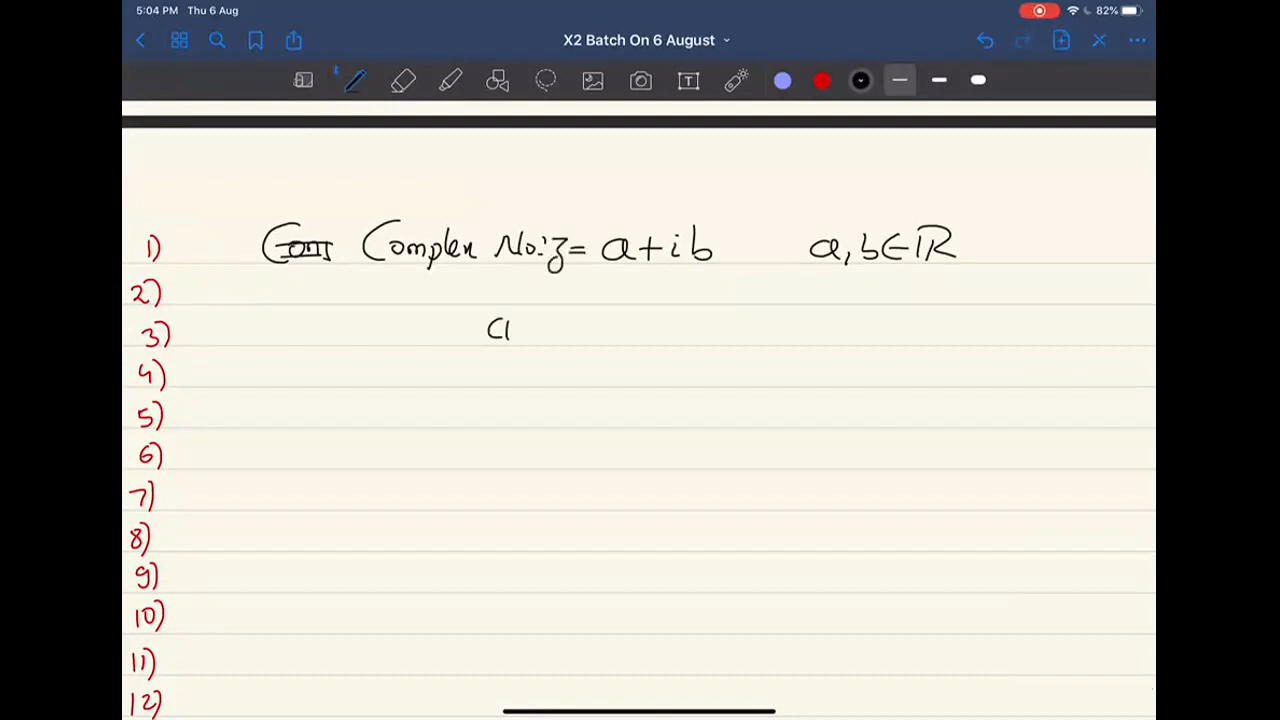 5:04 PM Thu 6 Aug 82%
X2 Batch On 6 August
T
1) Complex No: z = a + i b a, b ∈ ℝ
2)
3) a
4)
5)
6)
7)
8)
9)
10)
11)
12)